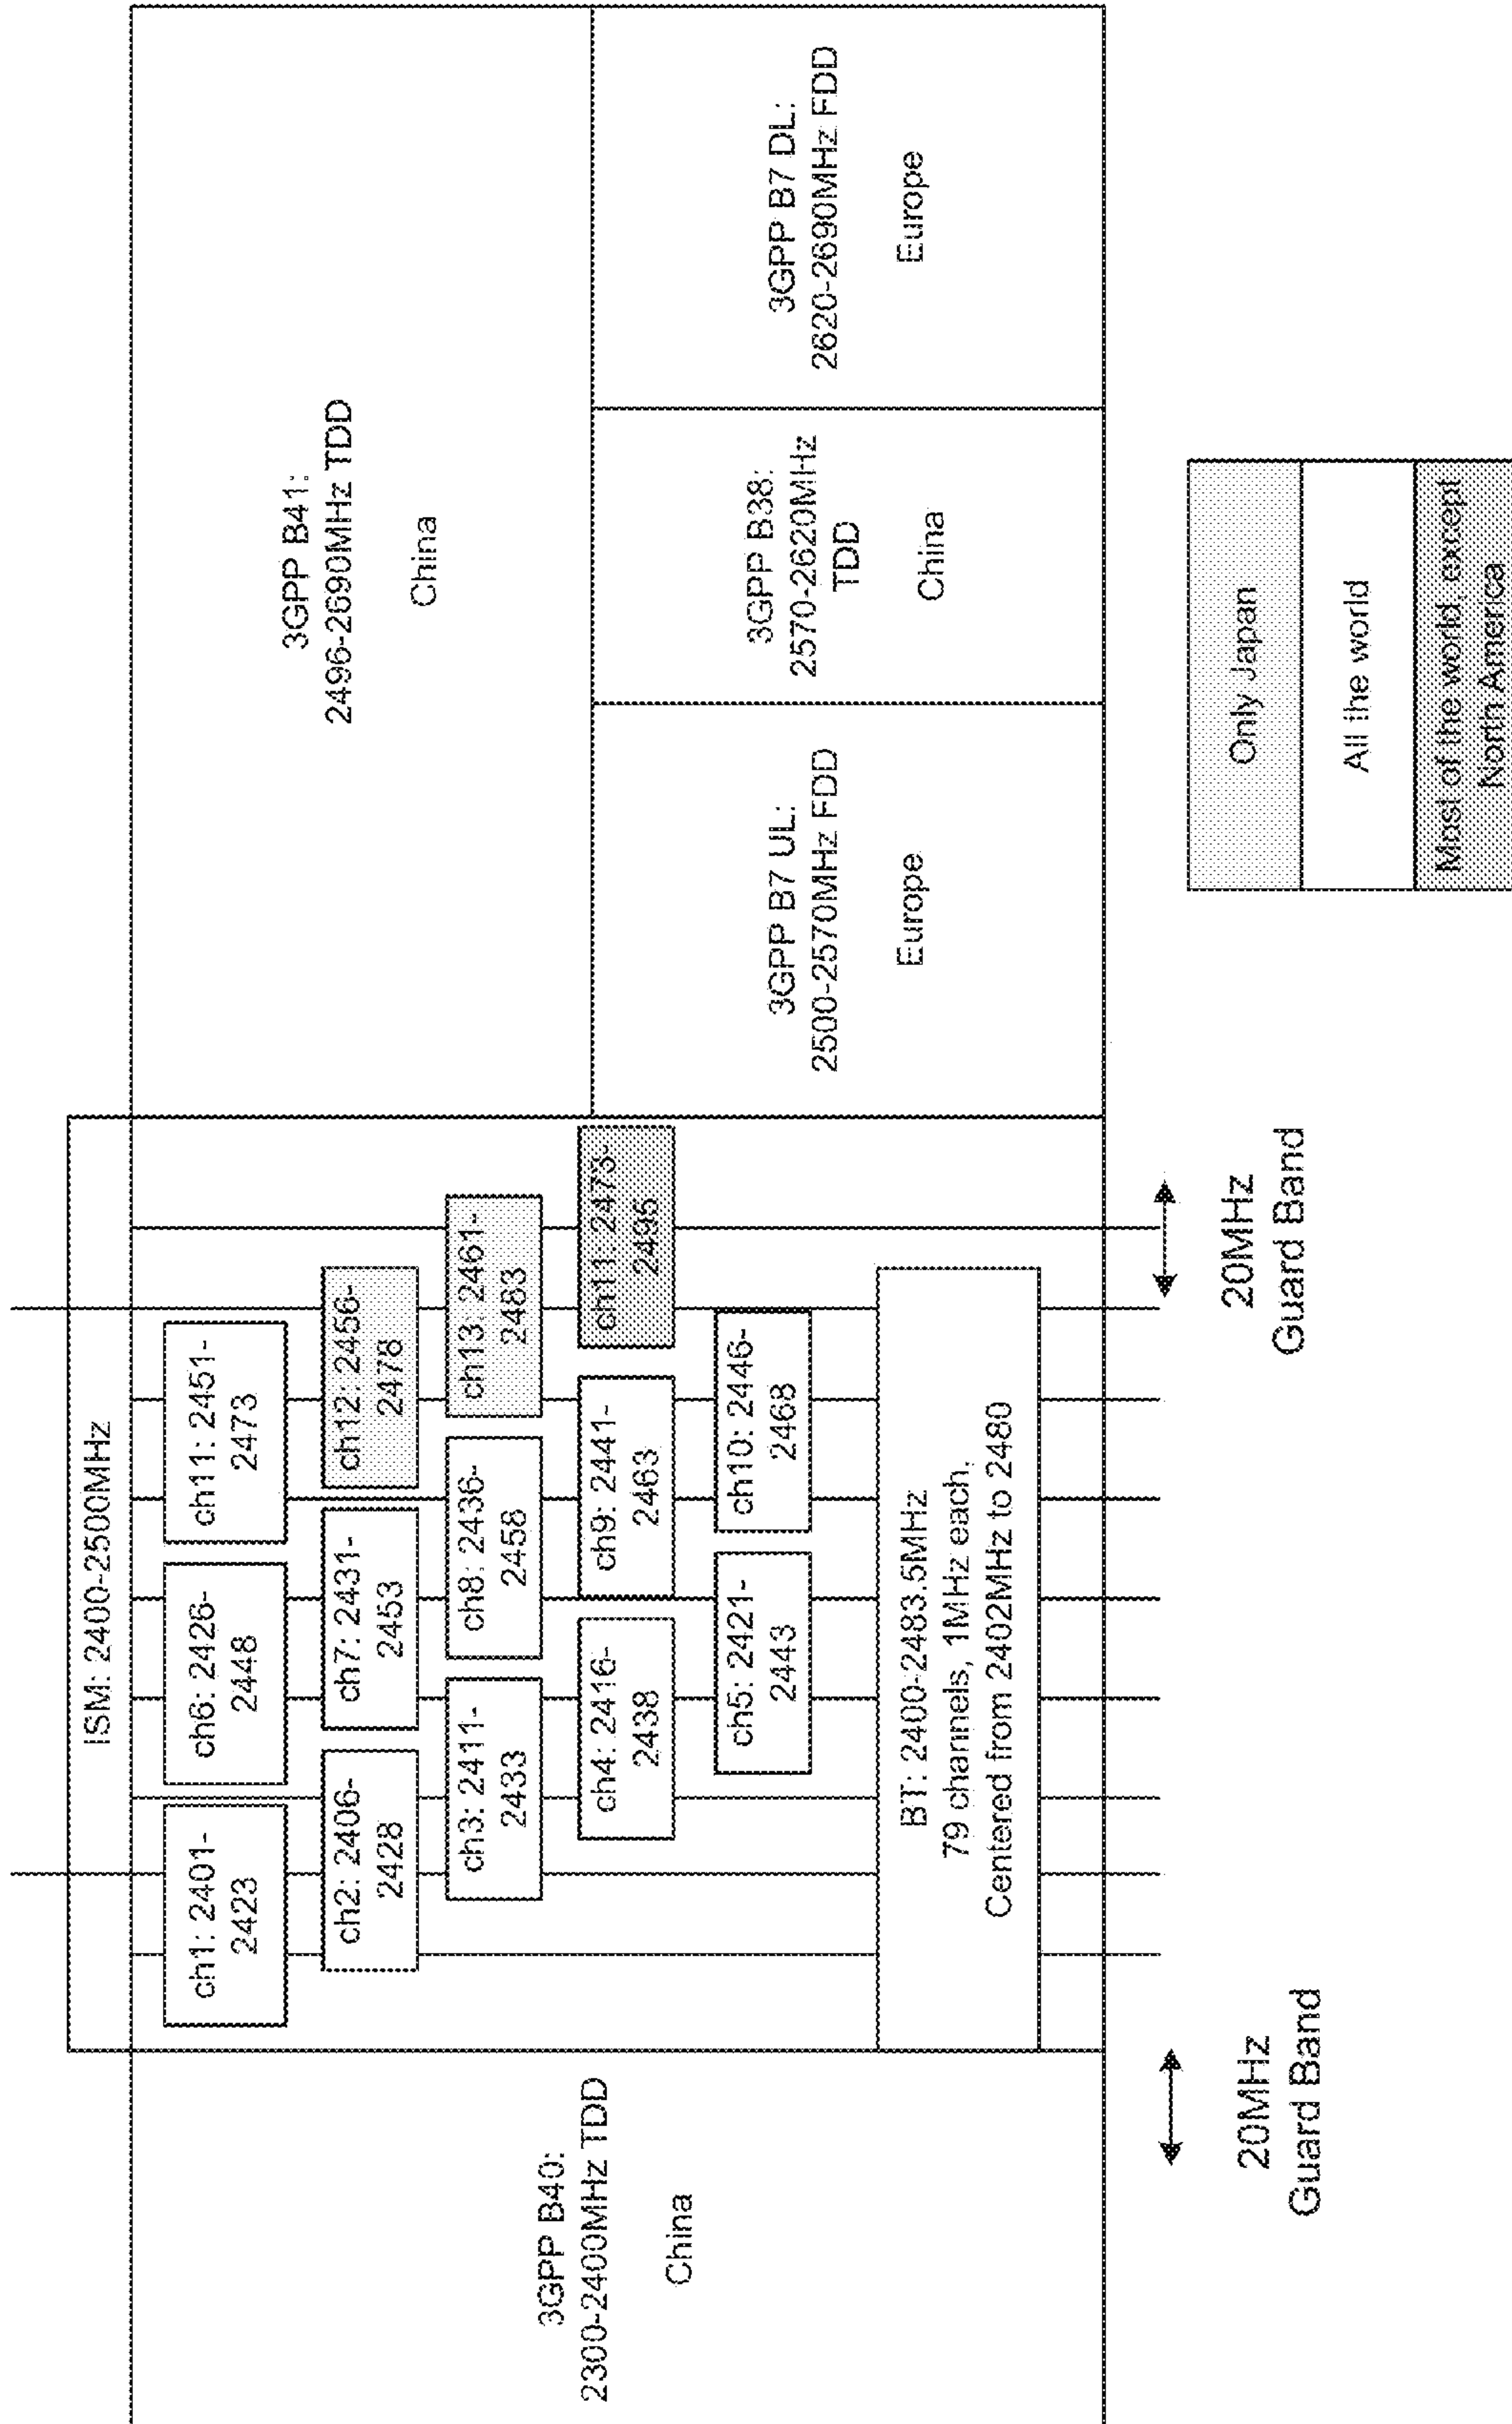 ISM: 2400-2500MHz
3GPP B40:
2300-2400MHz TDD
China
ch1: 2401-
2423
ch6: 2426-
2448
ch11: 2451-
2473
ch2: 2406-
2428
ch7: 2431-
2453
ch12: 2456-
2478
ch3: 2411-
2433
ch8: 2436-
2458
ch13: 2461-
2483
ch4: 2416-
2438
ch9: 2441-
2463
ch11: 2473-
2495
ch5: 2421-
2443
ch10: 2446-
2468
BT: 2400-2483.5MHz
79 channels, 1MHz each,
Centered from 2402MHz to 2480
3GPP B41:
2496-2690MHz TDD
China
3GPP B7 UL:
2500-2570MHz FDD
Europe
3GPP B38:
2570-2620MHz
TDD
China
3GPP B7 DL:
2620-2690MHz FDD
Europe
20MHz
Guard Band
20MHz
Guard Band
Only Japan
All the world
Most of the world, except
North America